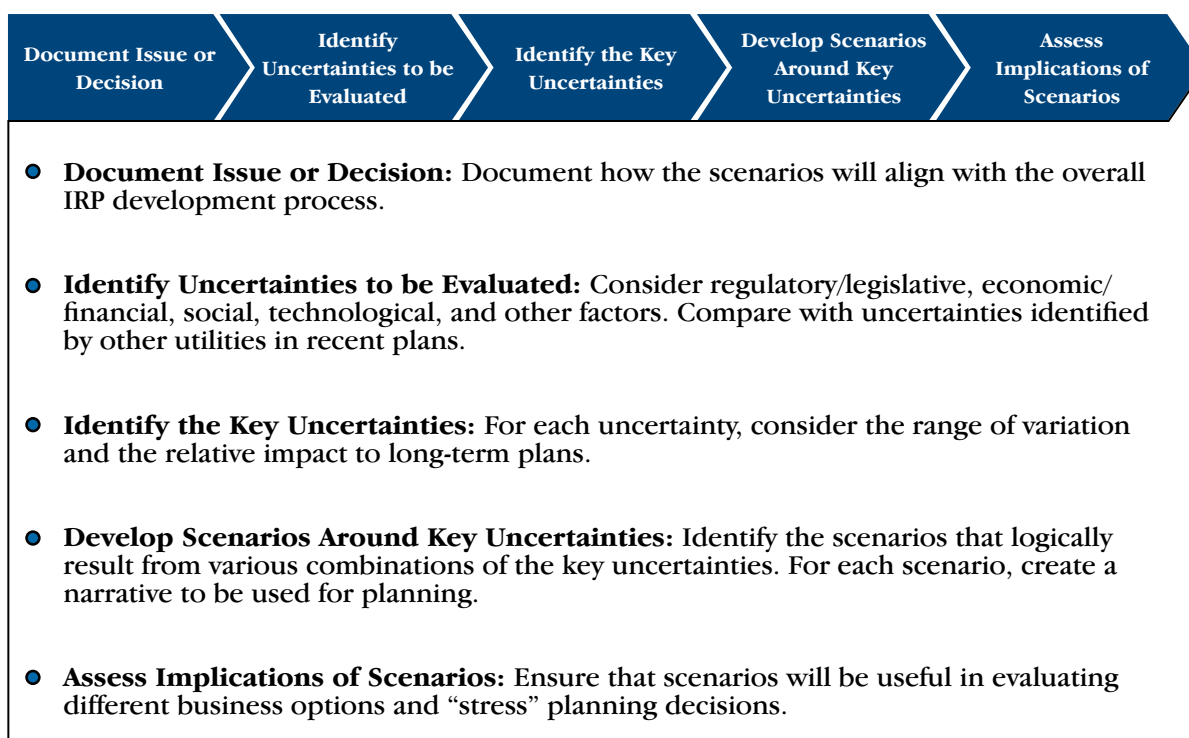 Document Issue or
Decision
Identify
Uncertainties to be
Evaluated
Identify the Key
Uncertainties
Develop Scenarios
Around Key
Uncertainties
Assess
Implications of
Scenarios
Document Issue or Decision: Document how the scenarios will align with the overall
IRP development process.
Identify Uncertainties to be Evaluated: Consider regulatory/legislative, economic/
financial, social, technological, and other factors. Compare with uncertainties identified
by other utilities in recent plans.
Identify the Key Uncertainties: For each uncertainty, consider the range of variation
and the relative impact to long-term plans.
Develop Scenarios Around Key Uncertainties: Identify the scenarios that logically
result from various combinations of the key uncertainties. For each scenario, create a
narrative to be used for planning.
Assess Implications of Scenarios: Ensure that scenarios will be useful in evaluating
different business options and “stress” planning decisions.